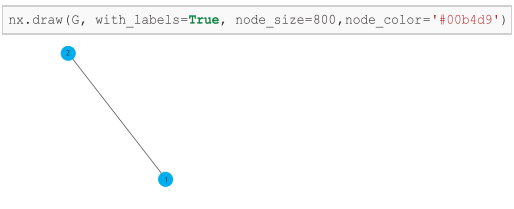 nx.draw(G, with_labels=True, node_size=800,node_color='#00b4d9')
2
1